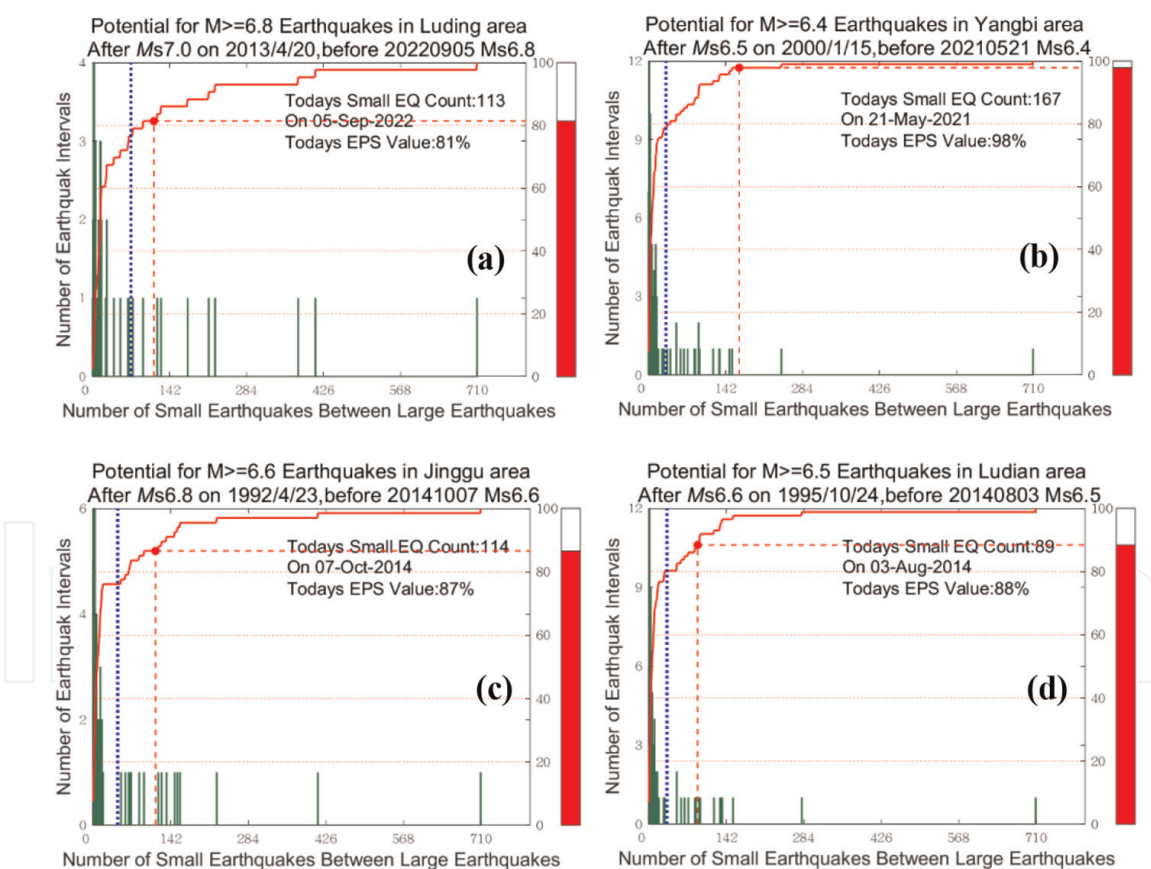 Potential for M>=6.8 Earthquakes in Luding area
After Ms7.0 on 2013/4/20,before 20220905 Ms6.8
Number of Earthquak Intervals
4
3
2
1
0
Todays Small EQ Count:113
On 05-Sep-2022
Todays EPS Value:81%
(a)
100
80
60
40
20
0
0 142 284 426 568 710
Number of Small Earthquakes Between Large Earthquakes
Potential for M>=6.4 Earthquakes in Yangbi area
After Ms6.5 on 2000/1/15,before 20210521 Ms6.4
Number of Earthquak Intervals
12
9
6
3
0
Todays Small EQ Count:167
On 21-May-2021
Todays EPS Value:98%
(b)
100
80
60
40
20
0
0 142 284 426 568 710
Number of Small Earthquakes Between Large Earthquakes
Potential for M>=6.6 Earthquakes in Jinggu area
After Ms6.8 on 1992/4/23,before 20141007 Ms6.6
Number of Earthquak Intervals
6
4
2
0
Todays Small EQ Count:114
On 07-Oct-2014
Todays EPS Value:87%
(c)
100
80
60
40
20
0
0 142 284 426 568 710
Number of Small Earthquakes Between Large Earthquakes
Potential for M>=6.5 Earthquakes in Ludian area
After Ms6.6 on 1995/10/24,before 20140803 Ms6.5
Number of Earthquak Intervals
12
9
6
3
0
Todays Small EQ Count:89
On 03-Aug-2014
Todays EPS Value:88%
(d)
100
80
60
40
20
0
0 142 284 426 568 710
Number of Small Earthquakes Between Large Earthquakes